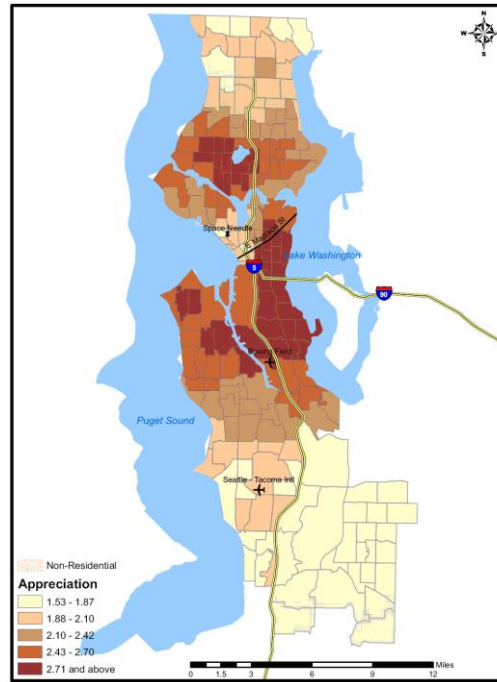 N
W E
S
Space Needle
E Madison St
Lake Washington
5
90
Boeing Field
Puget Sound
Seattle - Tacoma Intl
Non-Residential
Appreciation
1.53 - 1.87
1.88 - 2.10
2.10 - 2.42
2.43 - 2.70
2.71 and above
Miles
0 1.5 3 6 9 12